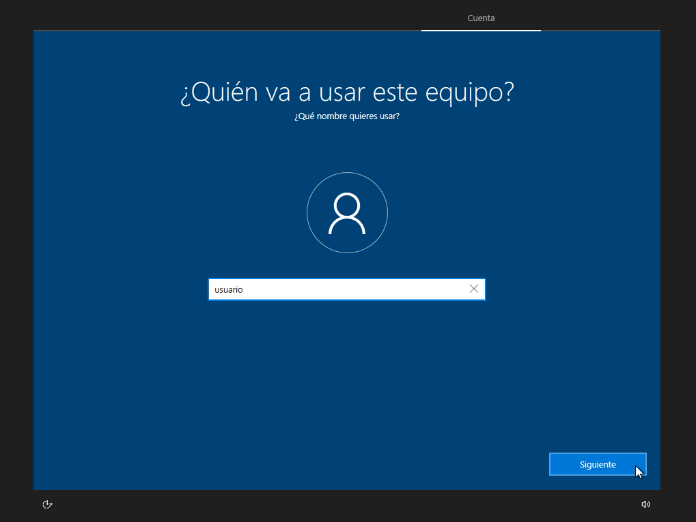 Cuenta
¿Quién va a usar este equipo?
¿Qué nombre quieres usar?
usuario
Siguiente